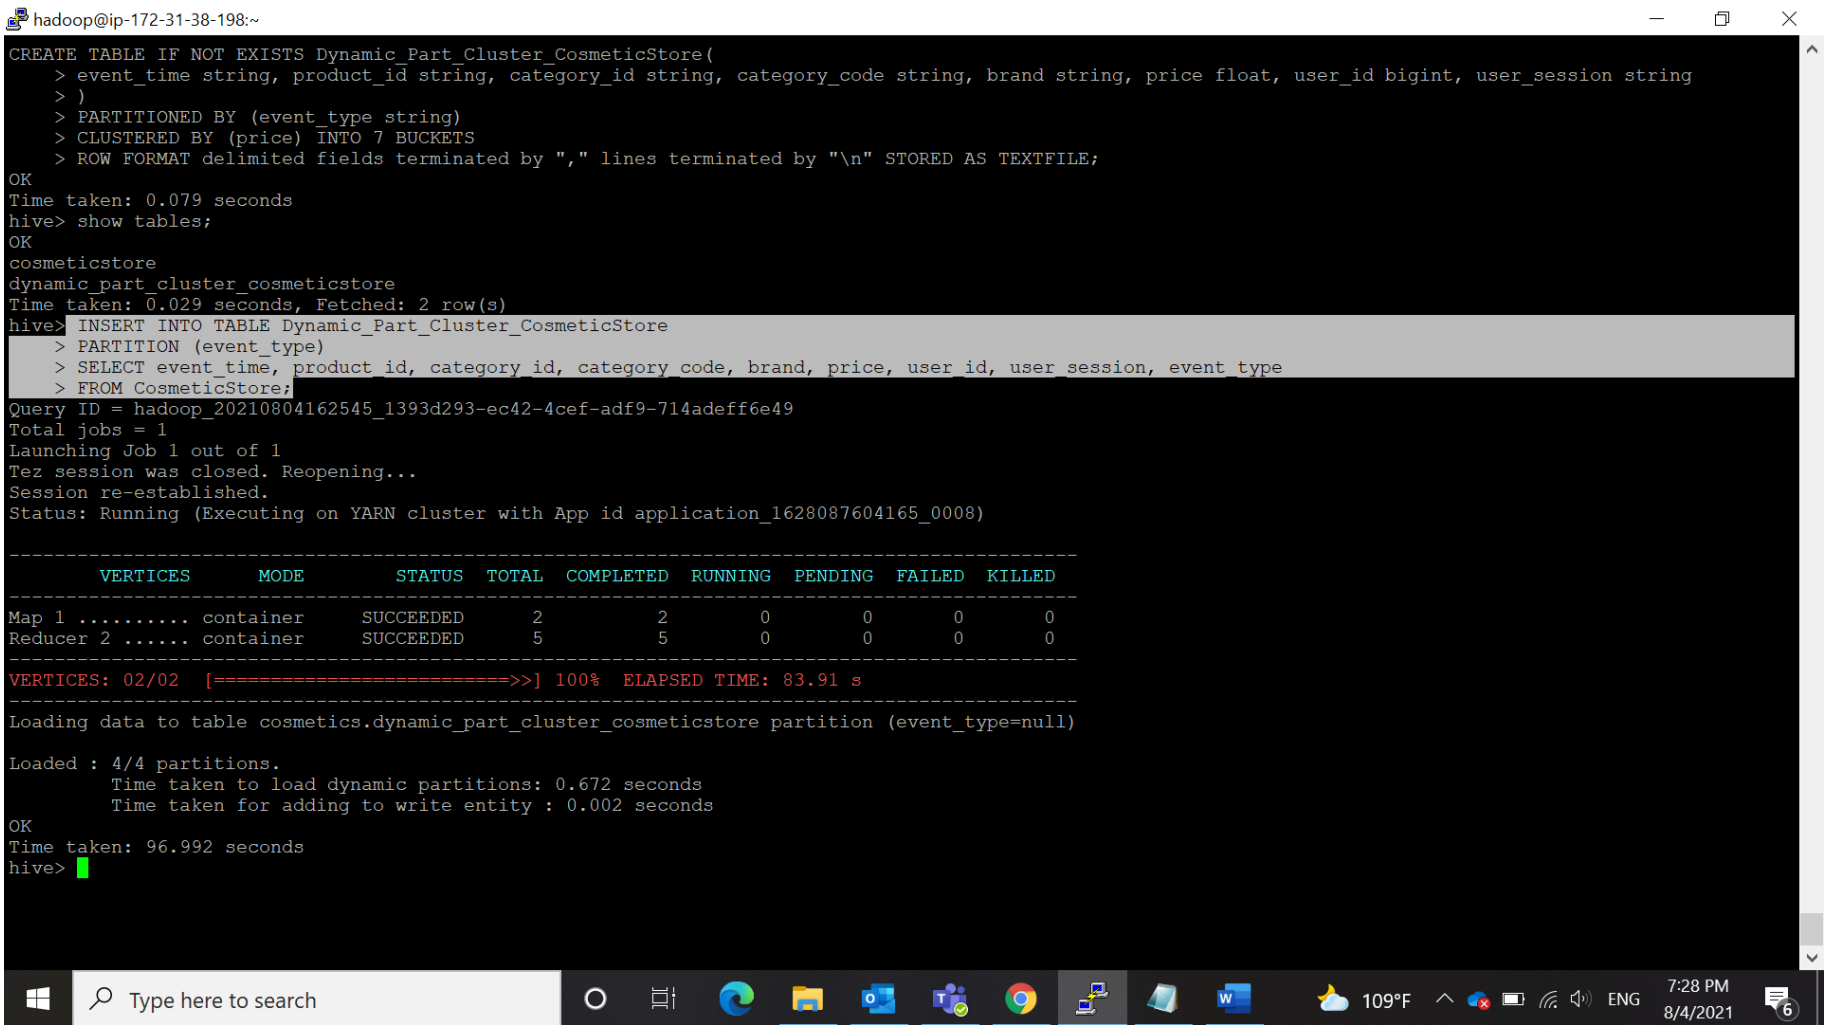 hadoop@ip-172-31-38-198:~
CREATE TABLE IF NOT EXISTS Dynamic_Part_Cluster_CosmeticStore(
    > event_time string, product_id string, category_id string, category_code string, brand string, price float, user_id bigint, user_session string
    > )
    > PARTITIONED BY (event_type string)
    > CLUSTERED BY (price) INTO 7 BUCKETS
    > ROW FORMAT delimited fields terminated by "," lines terminated by "\n" STORED AS TEXTFILE;
OK
Time taken: 0.079 seconds
hive> show tables;
OK
cosmeticstore
dynamic_part_cluster_cosmeticstore
Time taken: 0.029 seconds, Fetched: 2 row(s)
hive> INSERT INTO TABLE Dynamic_Part_Cluster_CosmeticStore
    > PARTITION (event_type)
    > SELECT event_time, product_id, category_id, category_code, brand, price, user_id, user_session, event_type
    > FROM CosmeticStore;
Query ID = hadoop_20210804162545_1393d293-ec42-4cef-adf9-714adeff6e49
Total jobs = 1
Launching Job 1 out of 1
Tez session was closed. Reopening...
Session re-established.
Status: Running (Executing on YARN cluster with App id application_1628087604165_0008)
----------------------------------------------------------------------------------------------
        VERTICES      MODE        STATUS  TOTAL  COMPLETED  RUNNING  PENDING  FAILED  KILLED
----------------------------------------------------------------------------------------------
Map 1 .......... container     SUCCEEDED      2          2        0        0       0       0
Reducer 2 ...... container     SUCCEEDED      5          5        0        0       0       0
----------------------------------------------------------------------------------------------
VERTICES: 02/02  [==========================>>] 100%  ELAPSED TIME: 83.91 s
----------------------------------------------------------------------------------------------
Loading data to table cosmetics.dynamic_part_cluster_cosmeticstore partition (event_type=null)
Loaded : 4/4 partitions.
         Time taken to load dynamic partitions: 0.672 seconds
         Time taken for adding to write entity : 0.002 seconds
OK
Time taken: 96.992 seconds
hive>
Type here to search
109°F
ENG
7:28 PM
8/4/2021
6